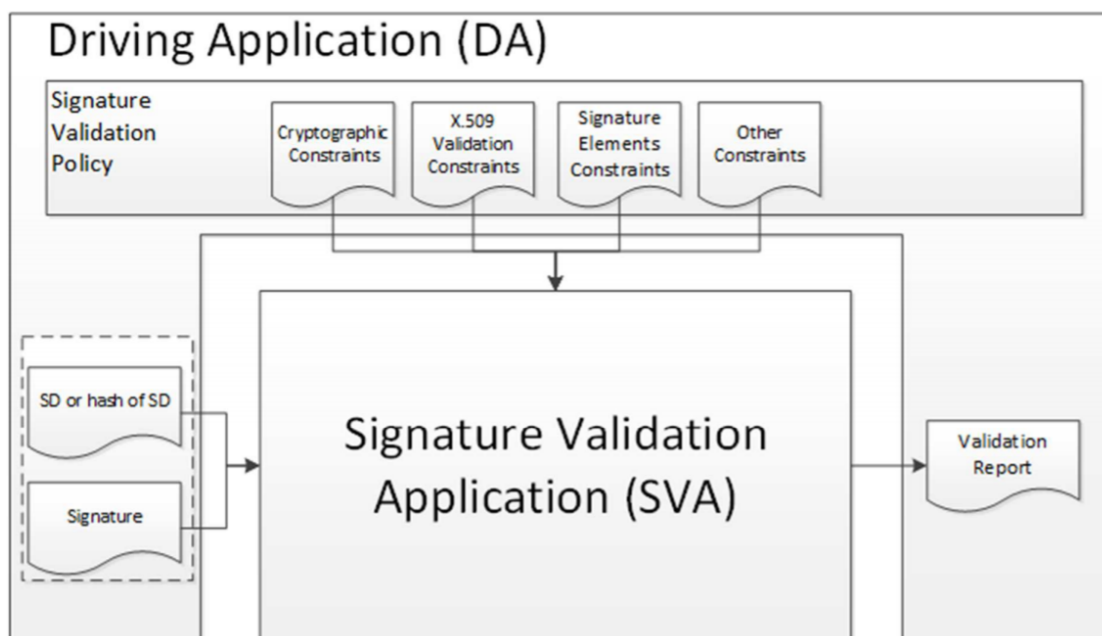 Driving Application (DA)
Signature
Validation
Policy
Cryptographic
Constraints
X.509
Validation
Constraints
Signature
Elements
Constraints
Other
Constraints
SD or hash of SD
Signature
Signature Validation
Application (SVA)
Validation
Report